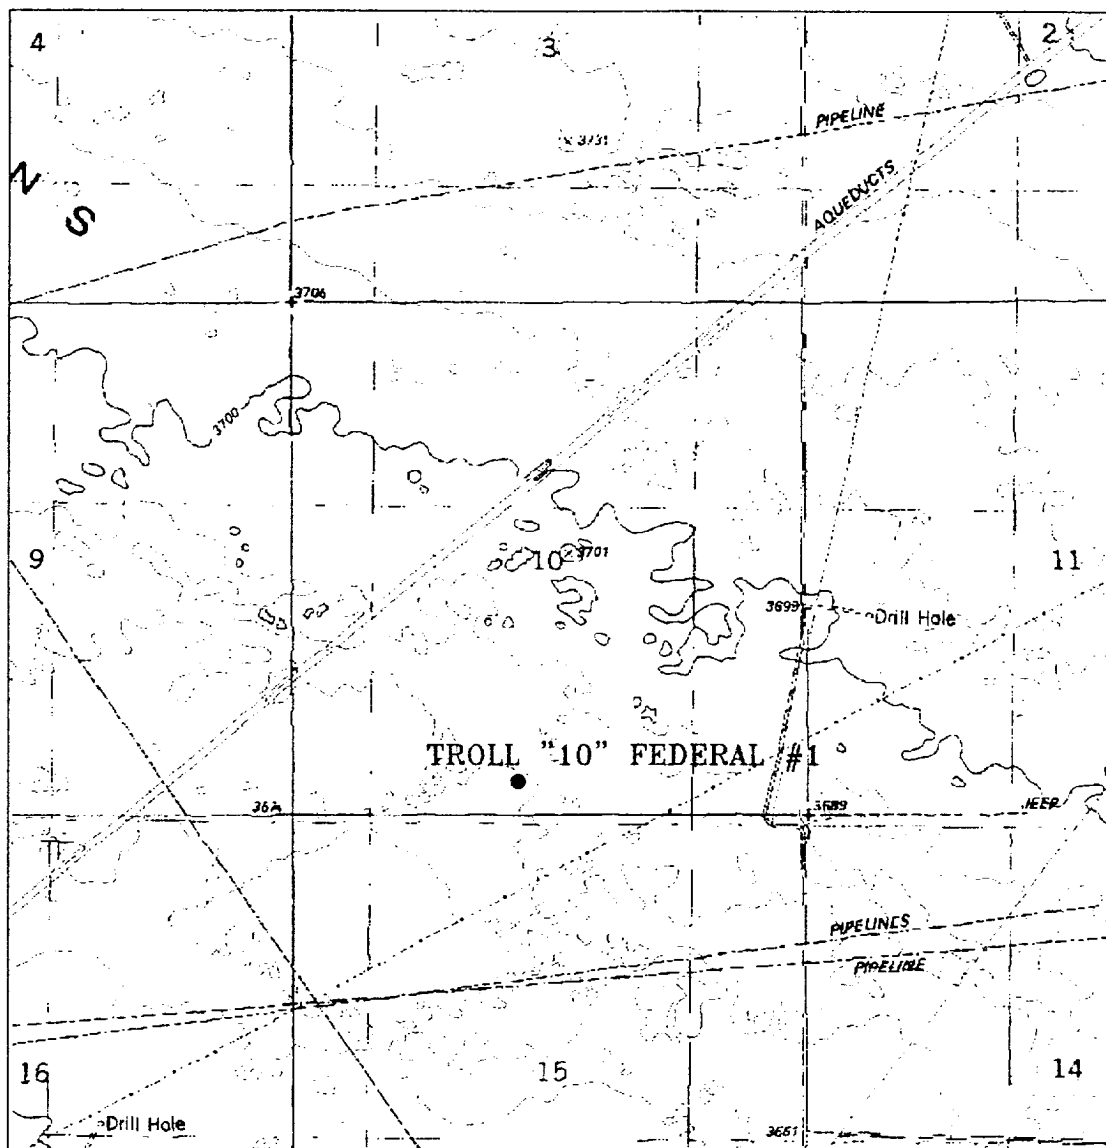 4
3
2
PIPELINE
3731
N
S
AQUEDUCTS
3706
3700
9
10
3701
11
3699
Drill Hole
TROLL "10" FEDERAL #1
3689
JEEP
PIPELINES
PIPELINE
16
15
14
Drill Hole
3661